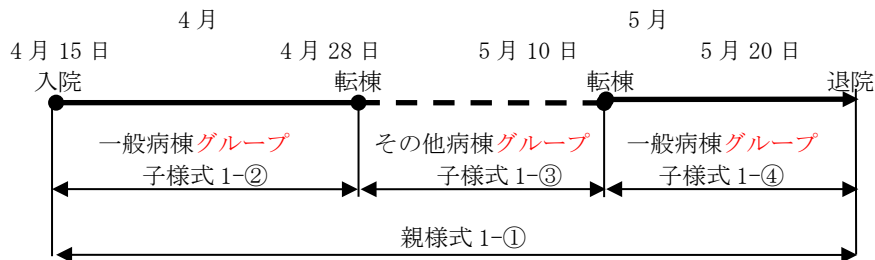 4月 5月
4月15日 4月28日 5月10日 5月20日
入院 転棟 転棟 退院
一般病棟グループ その他病棟グループ 一般病棟グループ
子様式1-② 子様式1-③ 子様式1-④
親様式1-①